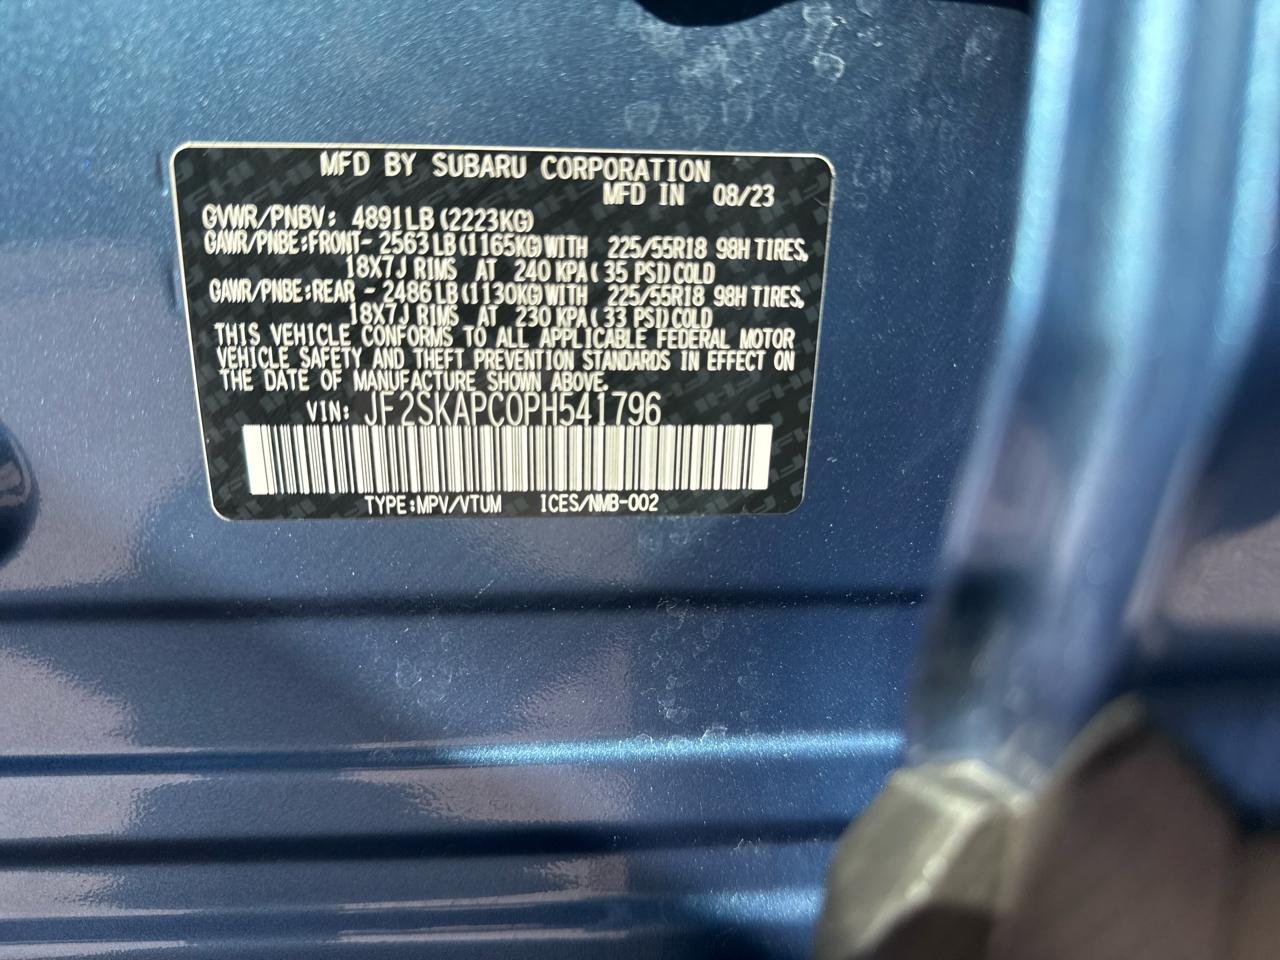 MFD BY SUBARU CORPORATION
MFD IN 08/23
GVWR/PNBV: 4891LB (2223KG)
GAWR/PNBE:FRONT- 2563LB(1165KG)WITH 225/55R18 98H TIRES,
18X7J RIMS AT 240 KPA( 35 PSI)COLD
GAWR/PNBE:REAR - 2486LB(1130KG)WITH 225/55R18 98H TIRES,
18X7J RIMS AT 230 KPA( 33 PSI)COLD
THIS VEHICLE CONFORMS TO ALL APPLICABLE FEDERAL MOTOR
VEHICLE SAFETY AND THEFT PREVENTION STANDARDS IN EFFECT ON
THE DATE OF MANUFACTURE SHOWN ABOVE.
VIN: JF2SKAPC0PH541796
TYPE:MPV/VTUM ICES/NMB-002